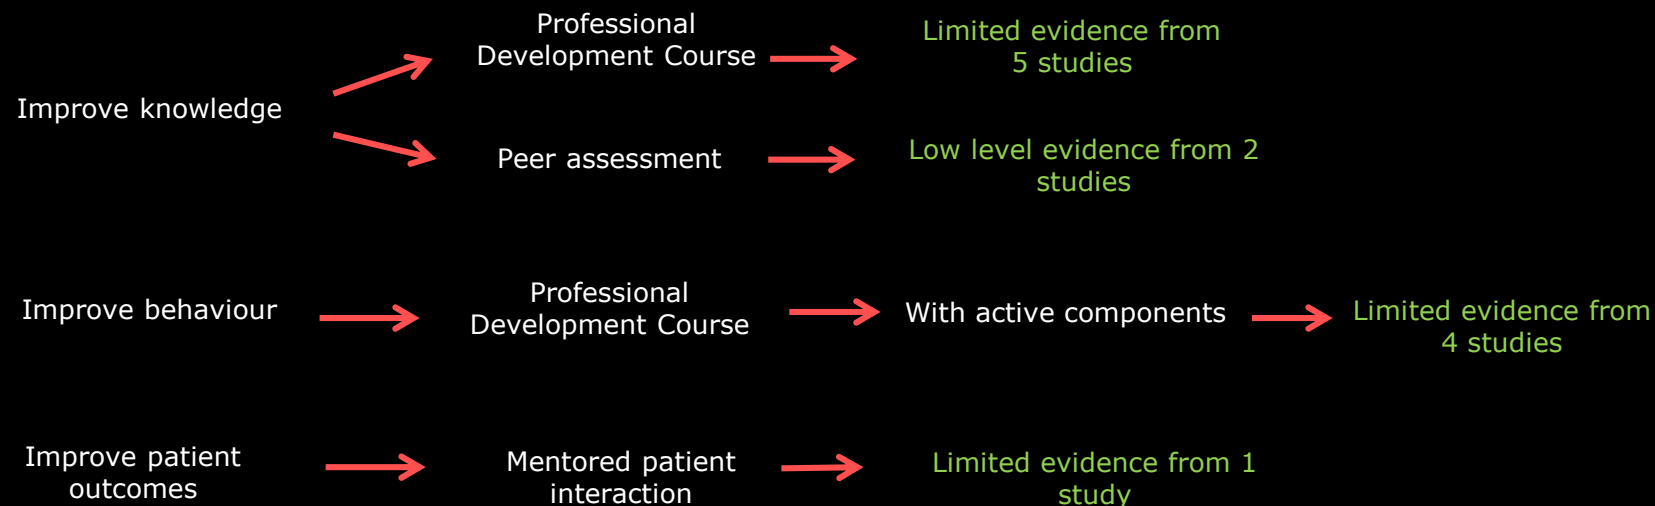 Improve knowledge
Professional
Development Course
Limited evidence from
5 studies
Peer assessment
Low level evidence from 2
studies
Improve behaviour
Professional
Development Course
With active components
Limited evidence from
4 studies
Improve patient
outcomes
Mentored patient
interaction
Limited evidence from 1
study